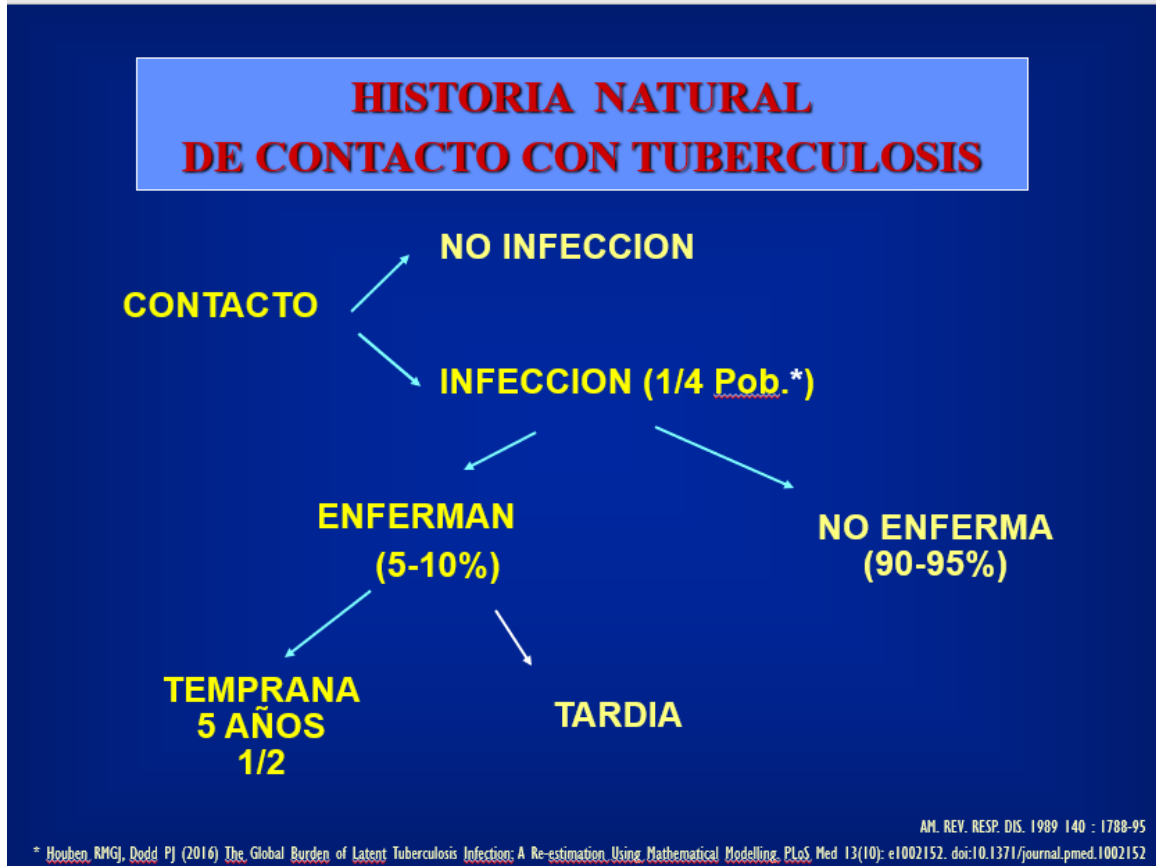 HISTORIA NATURAL
DE CONTACTO CON TUBERCULOSIS
NO INFECCION
CONTACTO
INFECCION (1/4 Pob.*)
ENFERMAN
(5-10%)
NO ENFERMA
(90-95%)
TEMPRANA
5 AÑOS
1/2
TARDIA
AM. REV. RESP. DIS. 1989 140 : 1788-95
* Houben RMGJ, Dodd PJ (2016) The Global Burden of Latent Tuberculosis Infection: A Re-estimation Using Mathematical Modelling. PLoS Med 13(10): e1002152. doi:10.1371/journal.pmed.1002152